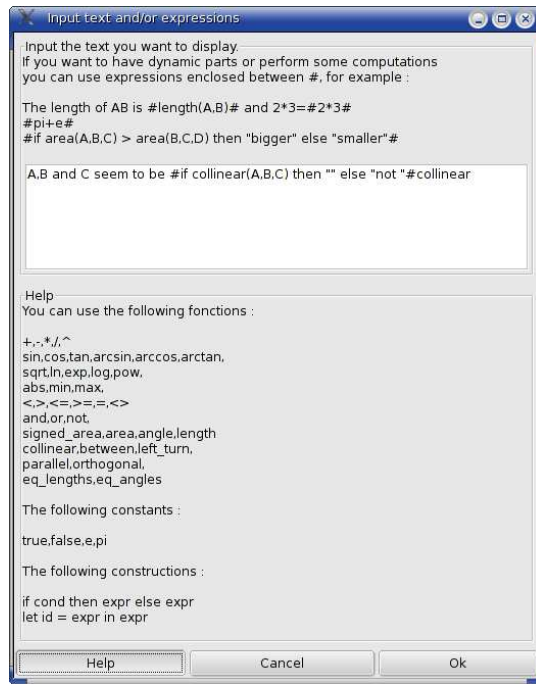 Input text and/or expressions
Input the text you want to display.
If you want to have dynamic parts or perform some computations
you can use expressions enclosed between #, for example :
The length of AB is #length(A,B)# and 2*3=#2*3#
#pi+e#
#if area(A,B,C) > area(B,C,D) then "bigger" else "smaller"#
A,B and C seem to be #if collinear(A,B,C) then "" else "not "#collinear
Help
You can use the following fonctions :
+,-,*,/,^
sin,cos,tan,arcsin,arccos,arctan,
sqrt,ln,exp,log,pow,
abs,min,max,
<,>,<=,>=,=,<>
and,or,not,
signed_area,area,angle,length
collinear,between,left_turn,
parallel,orthogonal,
eq_lengths,eq_angles
The following constants :
true,false,e,pi
The following constructions :
if cond then expr else expr
let id = expr in expr
Help Cancel Ok